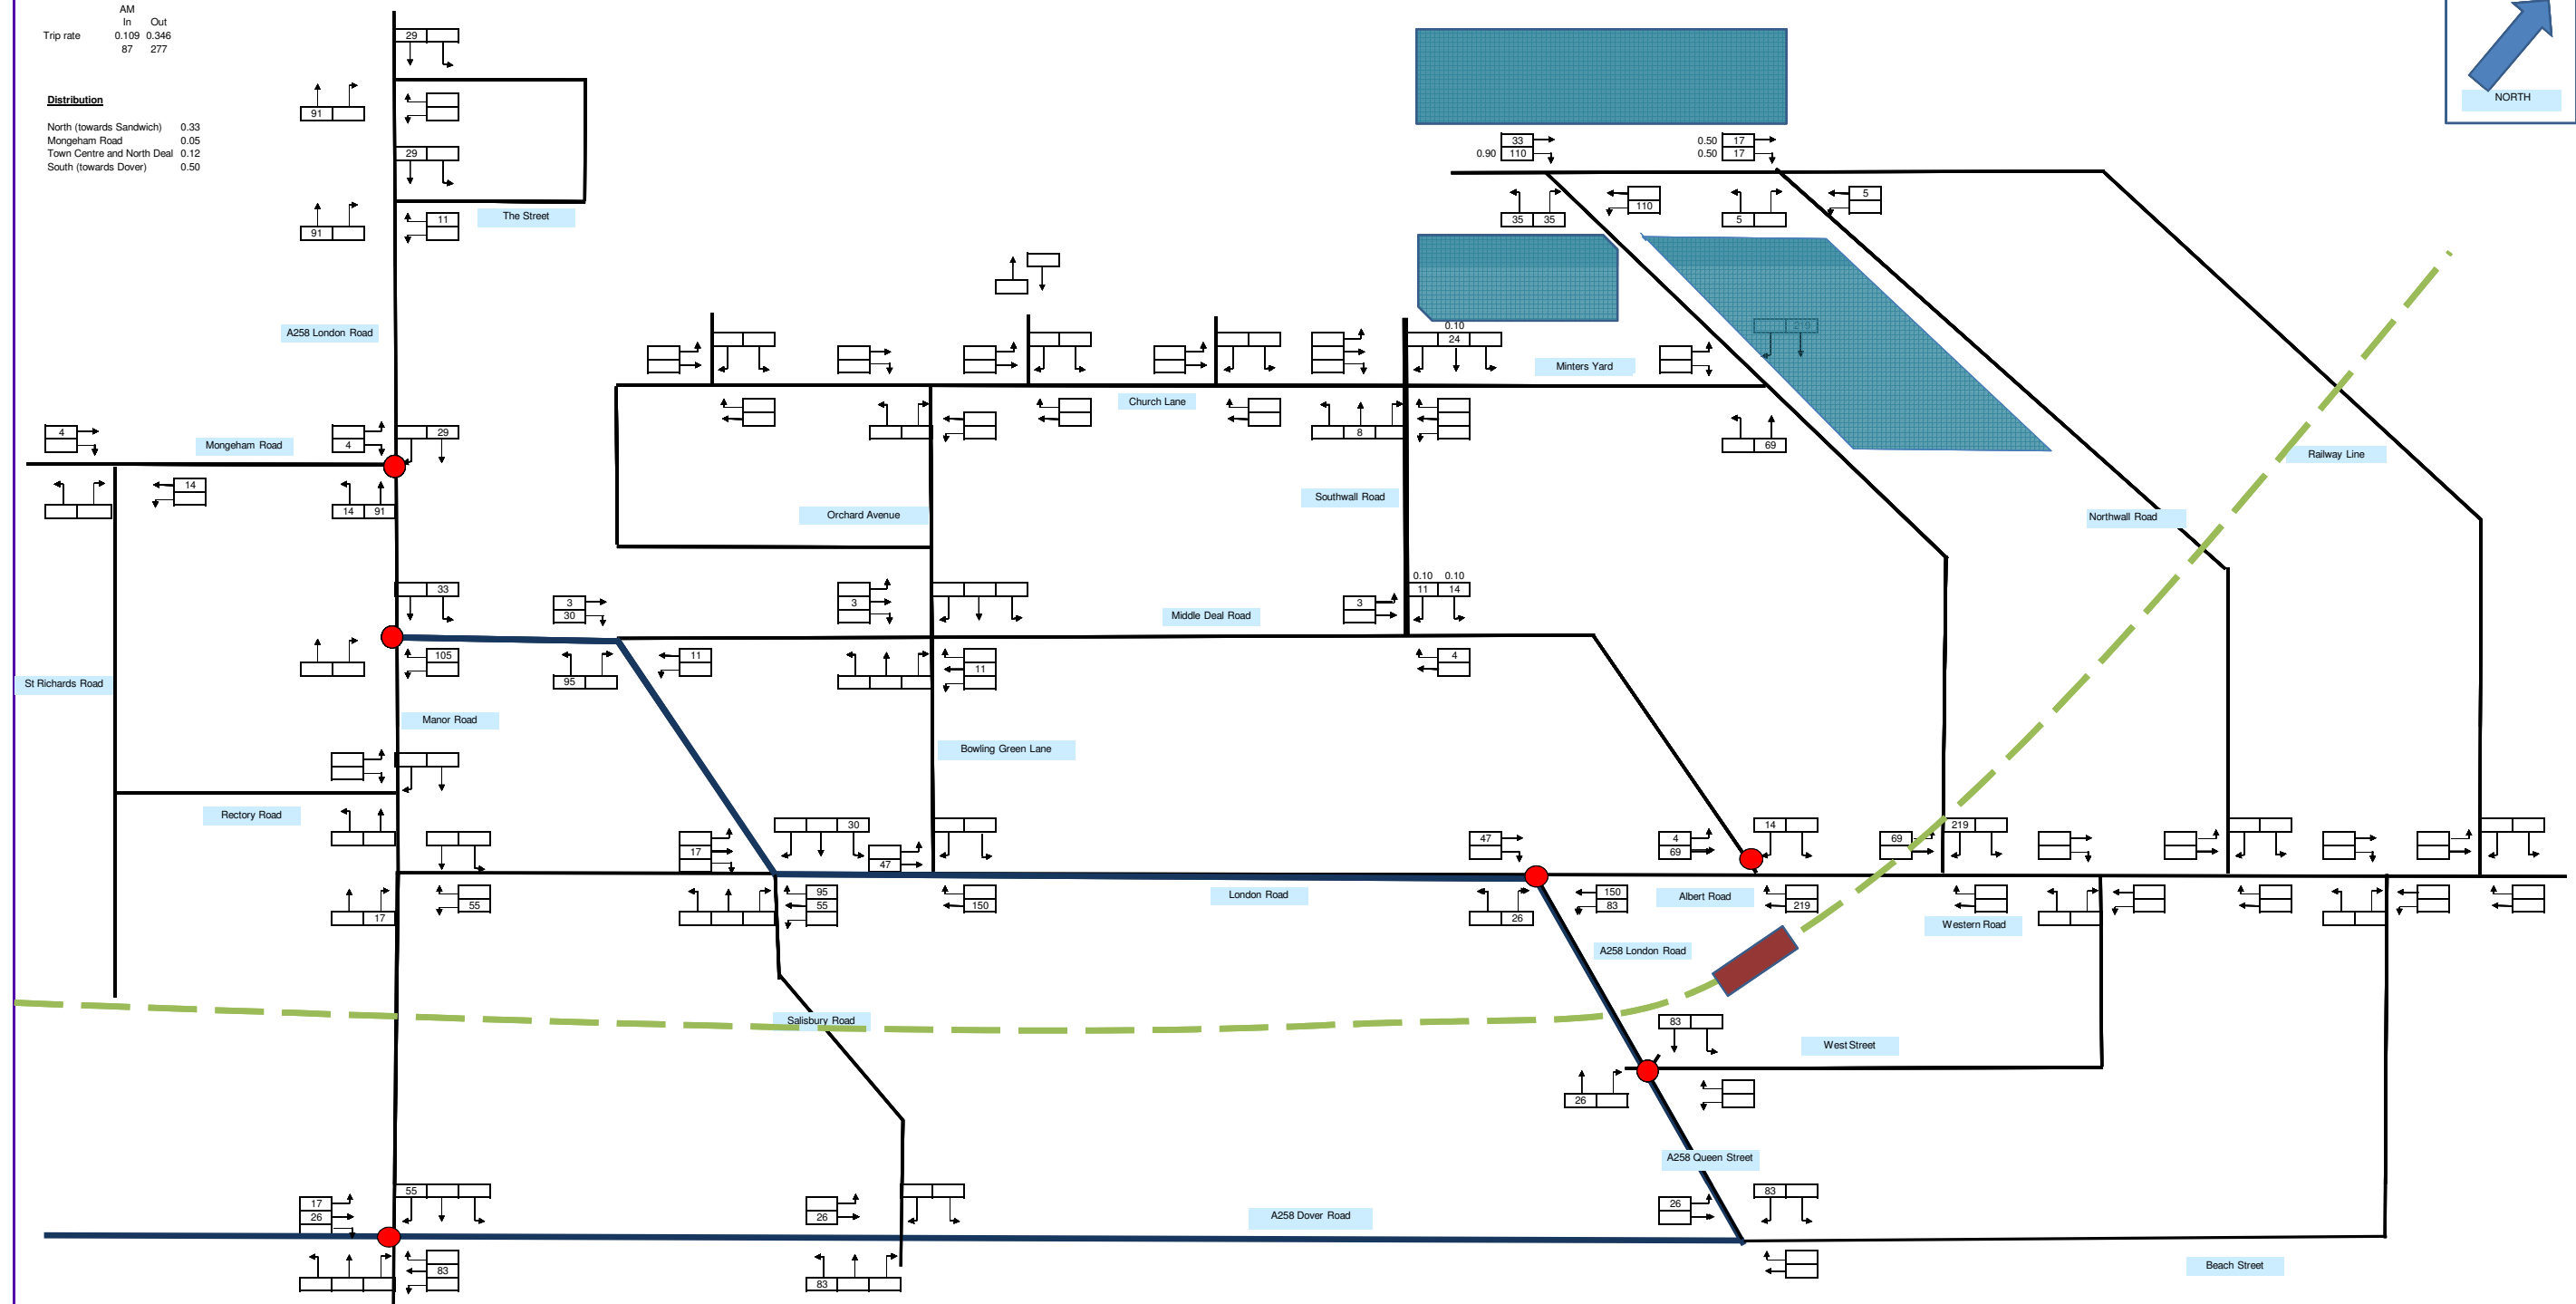 AM
In Out
Trip rate 0.109 0.346
87 277
29
NORTH
91
Distribution
North (towards Sandwich) 0.33
Mongeham Road 0.05
Town Centre and North Deal 0.12
South (towards Dover) 0.50
29
33 0.50 17
0.90 110 0.50 17
The Street
91 11
35 35 110 5 5
A258 London Road
0.10
24
219
Minters Yard
Church Lane
4 Mongeham Road 4 29
8 69
Railway Line
14 Southwall Road
14 91 Orchard Avenue
Northwall Road
33 3 30 3 0.10 0.10
11 14
3 Middle Deal Road
105 11 11 4
St Richards Road 95
Manor Road
Bowling Green Lane
Rectory Road
30 17 47 47 4 69 14 69 219
17 55 95 55 150 London Road 26 150 83 Albert Road 219 Western Road
A258 London Road
Salisbury Road
83
West Street
26
A258 Queen Street
17 26 55 26 A258 Dover Road 26 83
83 83
Beach Street